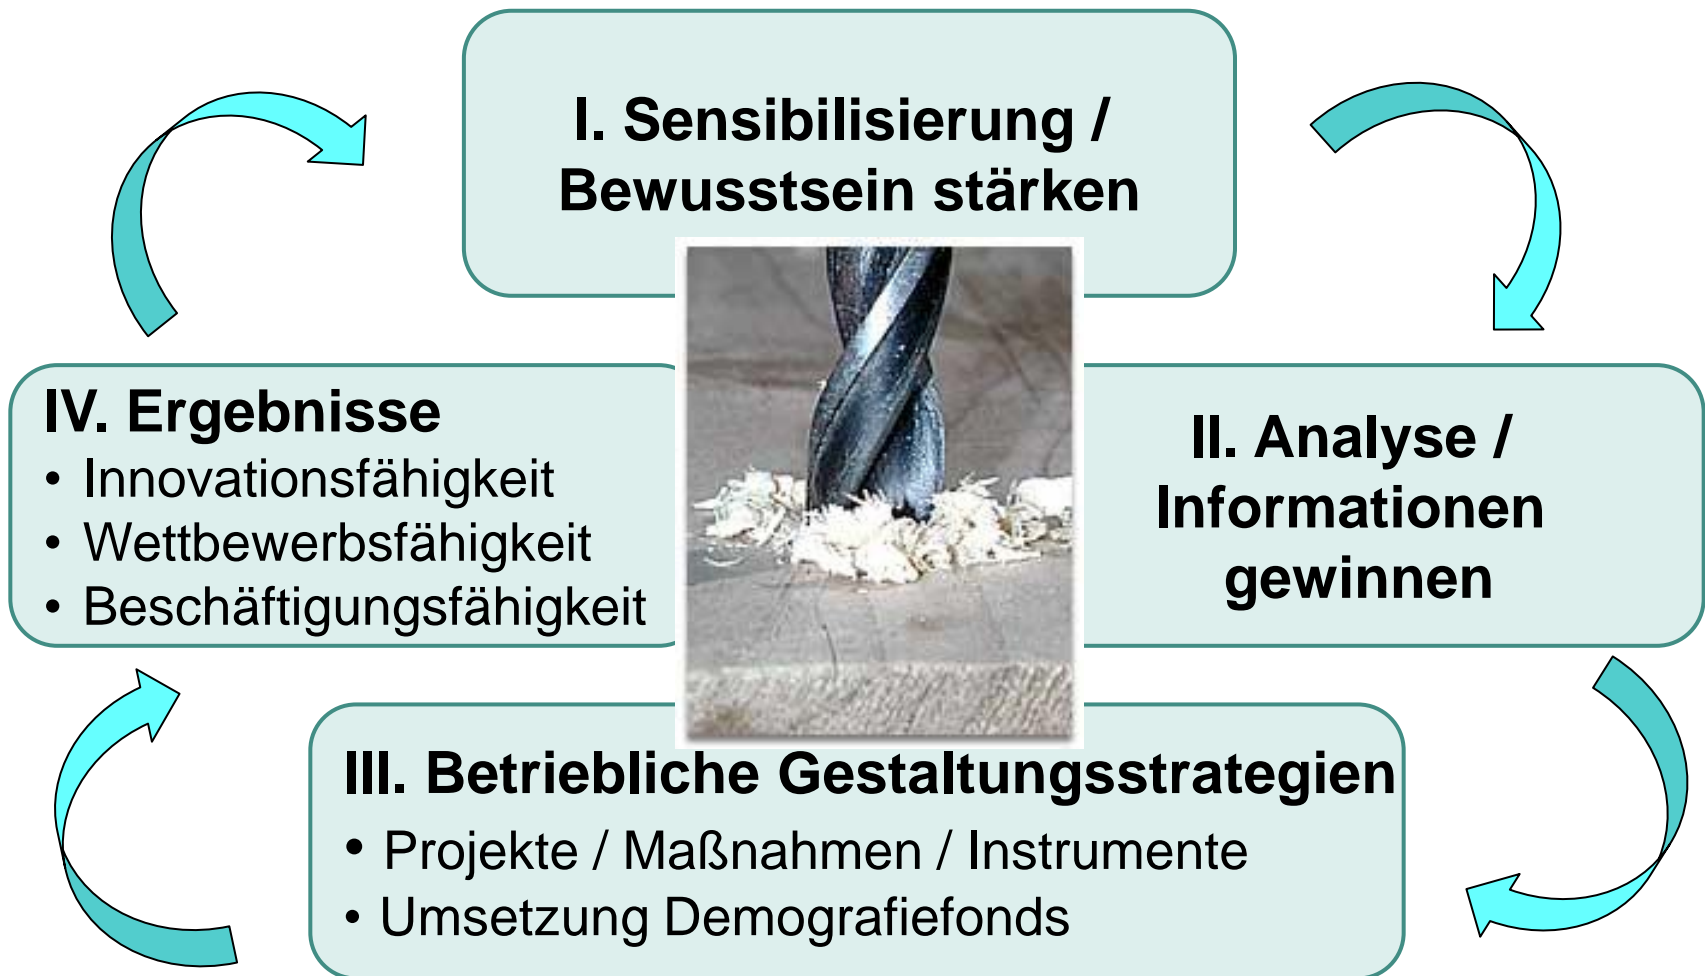 I. Sensibilisierung /
Bewusstsein stärken
II. Analyse /
Informationen
gewinnen
III. Betriebliche Gestaltungsstrategien
• Projekte / Maßnahmen / Instrumente
• Umsetzung Demografiefonds
IV. Ergebnisse
• Innovationsfähigkeit
• Wettbewerbsfähigkeit
• Beschäftigungsfähigkeit